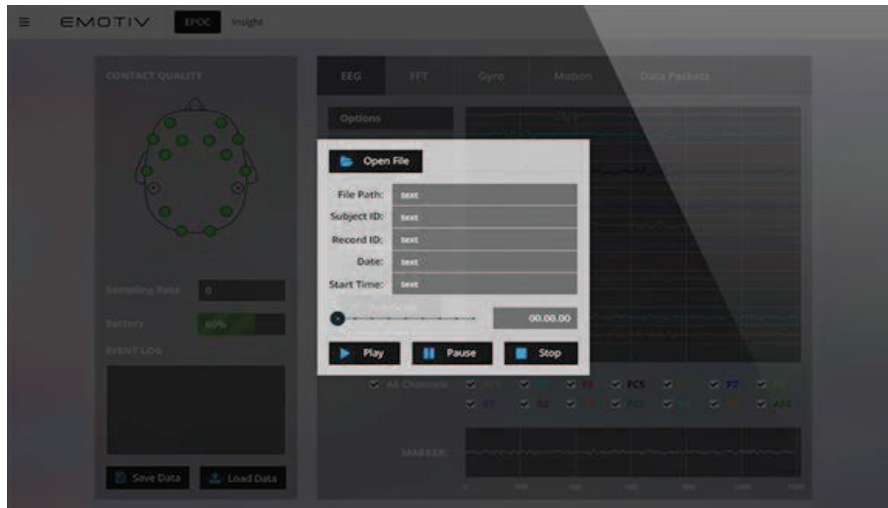 EMOTIV EPOC Insight
CONTACT QUALITY
EEG FFT Gyro Motion Data Packets
Options
Open File
File Path: text
Subject ID: text
Record ID: text
Date: text
Start Time: text
Sampling Rate 0
00.00.00
Battery 60%
Play Pause Stop
EVENT LOG
All Channels FC5 F7 AF4
MARKER
Save Data Load Data